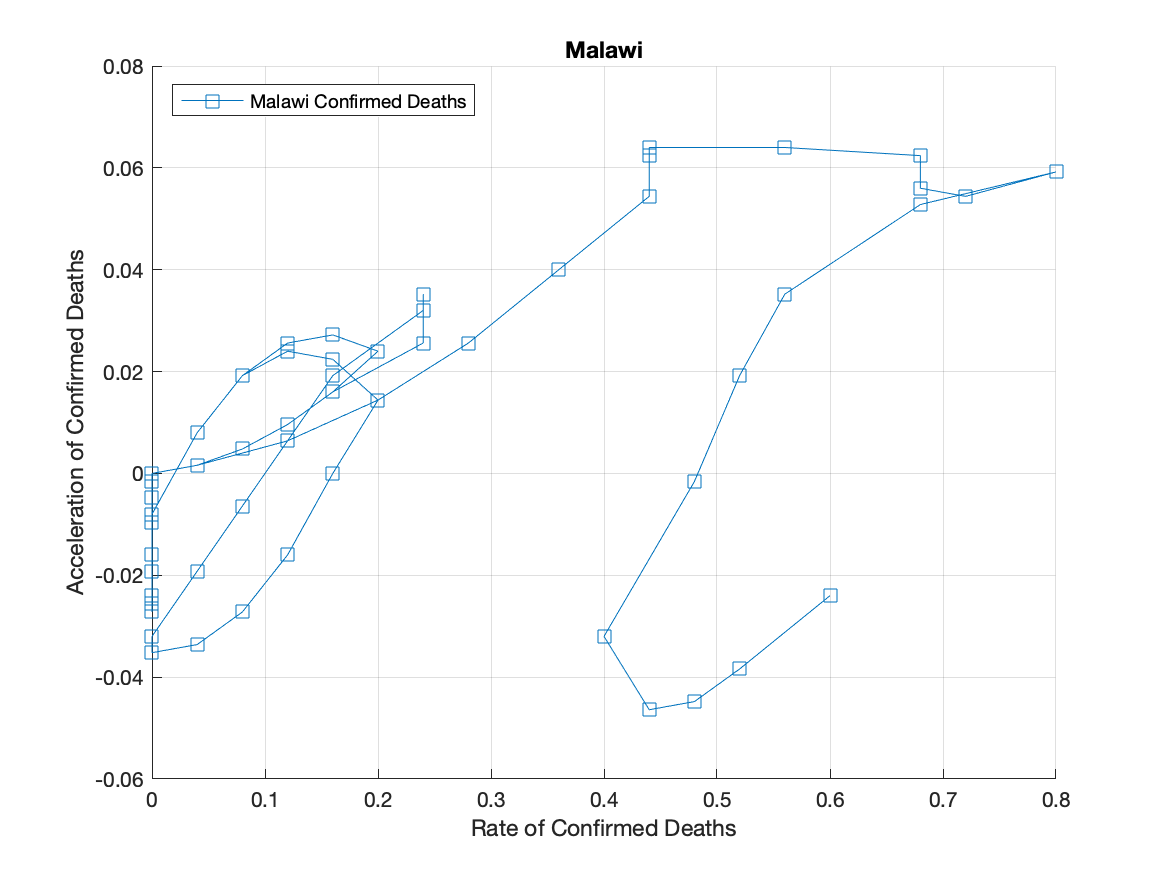 Malawi
Malawi Confirmed Deaths
Acceleration of Confirmed Deaths
0.08
0.06
0.04
0.02
0
-0.02
-0.04
-0.06
0 0.1 0.2 0.3 0.4 0.5 0.6 0.7 0.8
Rate of Confirmed Deaths